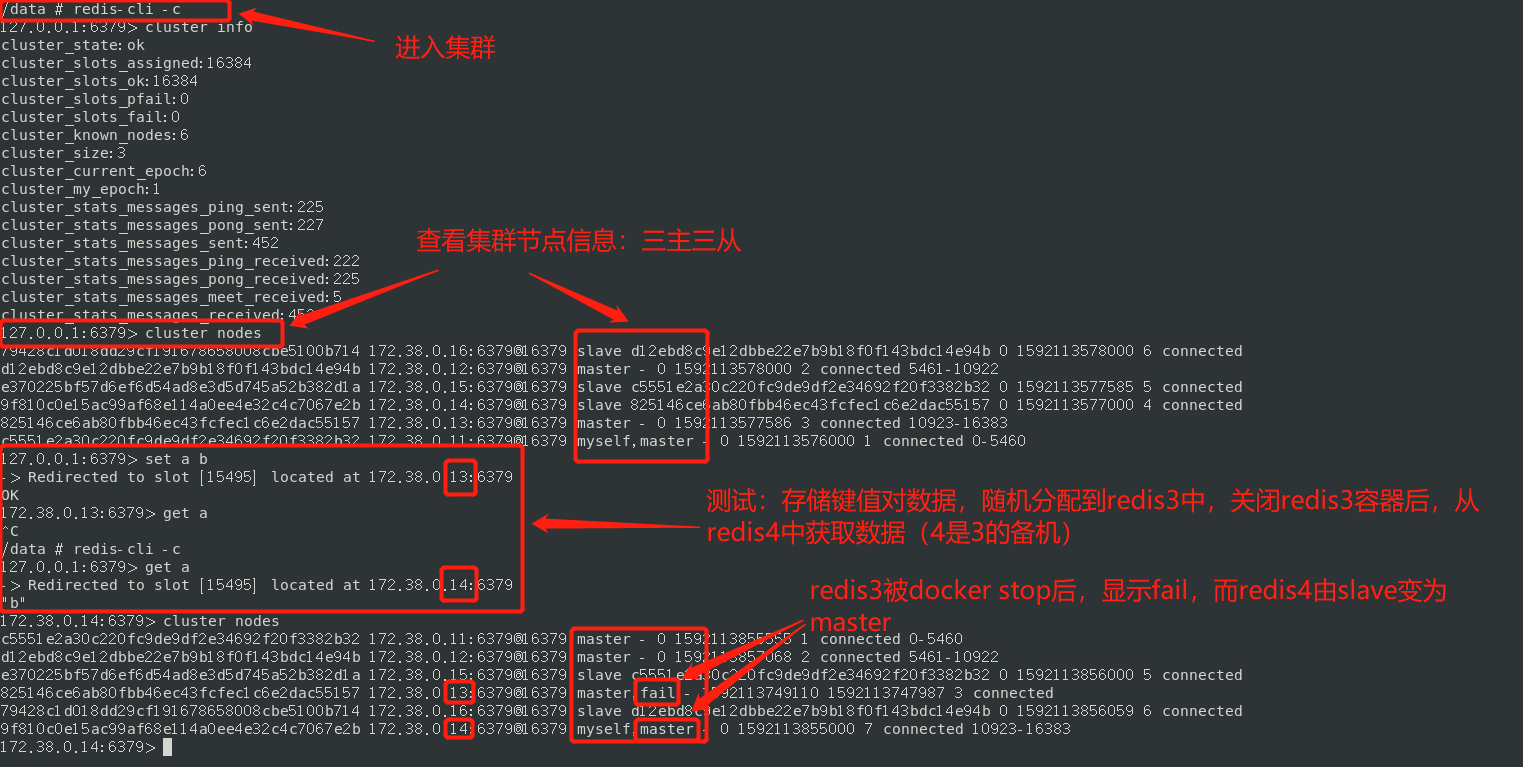 /data # redis-cli -c
127.0.0.1:6379> cluster info
cluster_state:ok
进入集群
cluster_slots_assigned:16384
cluster_slots_ok:16384
cluster_slots_pfail:0
cluster_slots_fail:0
cluster_known_nodes:6
cluster_size:3
cluster_current_epoch:6
cluster_my_epoch:1
cluster_stats_messages_ping_sent:225
cluster_stats_messages_pong_sent:227
cluster_stats_messages_sent:452
查看集群节点信息：三主三从
cluster_stats_messages_ping_received:222
cluster_stats_messages_pong_received:225
cluster_stats_messages_meet_received:5
cluster_stats_messages_received:452
127.0.0.1:6379> cluster nodes
79428c1d018dd29cf191678658008cbe5100b714 172.38.0.16:6379@16379 slave d12ebd8c9e12dbbe22e7b9b18f0f143bdc14e94b 0 1592113578000 6 connected
d12ebd8c9e12dbbe22e7b9b18f0f143bdc14e94b 172.38.0.12:6379@16379 master - 0 1592113578000 2 connected 5461-10922
e370225bf57d6ef6d54ad8e3d5d745a52b382d1a 172.38.0.15:6379@16379 slave c5551e2a30c220fc9de9df2e34692f20f3382b32 0 1592113577585 5 connected
9f810c0e15ac99af68e114a0ee4e32c4c7067e2b 172.38.0.14:6379@16379 slave 825146ce6ab80fbb46ec43fcfec1c6e2dac55157 0 1592113577000 4 connected
825146ce6ab80fbb46ec43fcfec1c6e2dac55157 172.38.0.13:6379@16379 master - 0 1592113577586 3 connected 10923-16383
c5551e2a30c220fc9de9df2e34692f20f3382b32 172.38.0.11:6379@16379 myself,master - 0 1592113576000 1 connected 0-5460
127.0.0.1:6379> set a b
-> Redirected to slot [15495] located at 172.38.0.13:6379
OK
172.38.0.13:6379> get a
^C
/data # redis-cli -c
127.0.0.1:6379> get a
-> Redirected to slot [15495] located at 172.38.0.14:6379
"b"
测试：存储键值对数据，随机分配到redis3中，关闭redis3容器后，从
redis4中获取数据（4是3的备机）
redis3被docker stop后，显示fail，而redis4由slave变为
master
172.38.0.14:6379> cluster nodes
c5551e2a30c220fc9de9df2e34692f20f3382b32 172.38.0.11:6379@16379 master - 0 1592113855555 1 connected 0-5460
d12ebd8c9e12dbbe22e7b9b18f0f143bdc14e94b 172.38.0.12:6379@16379 master - 0 1592113857068 2 connected 5461-10922
e370225bf57d6ef6d54ad8e3d5d745a52b382d1a 172.38.0.15:6379@16379 slave c5551e2a30c220fc9de9df2e34692f20f3382b32 0 1592113856000 5 connected
825146ce6ab80fbb46ec43fcfec1c6e2dac55157 172.38.0.13:6379@16379 master,fail - 1592113749110 1592113747987 3 connected
79428c1d018dd29cf191678658008cbe5100b714 172.38.0.16:6379@16379 slave d12ebd8c9e12dbbe22e7b9b18f0f143bdc14e94b 0 1592113856059 6 connected
9f810c0e15ac99af68e114a0ee4e32c4c7067e2b 172.38.0.14:6379@16379 myself,master - 0 1592113855000 7 connected 10923-16383
172.38.0.14:6379>